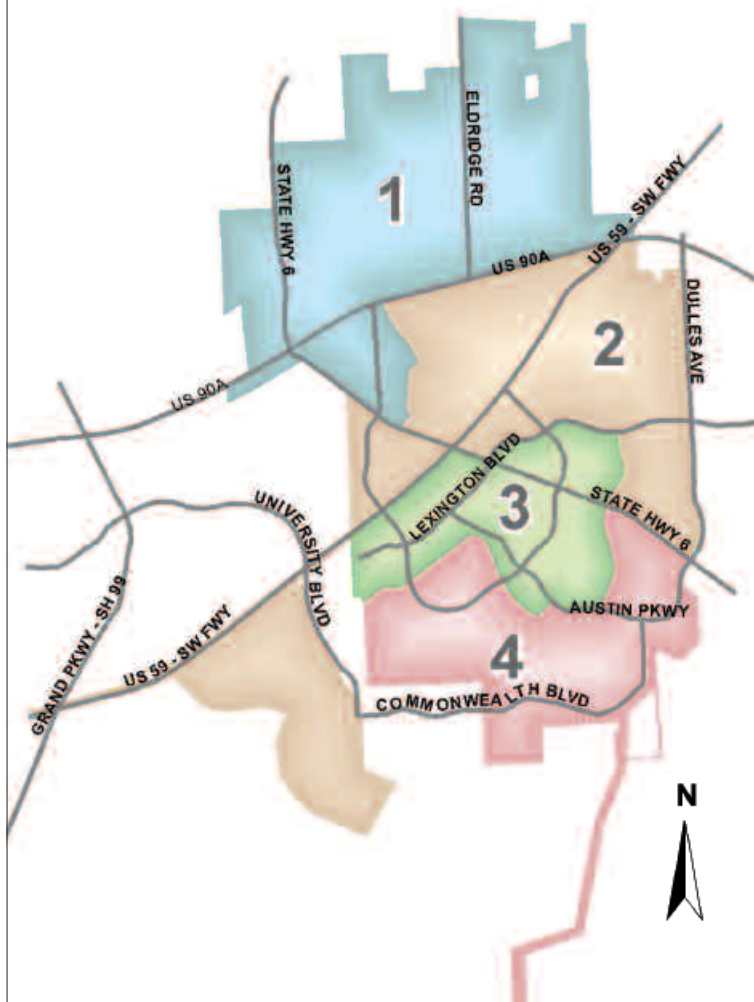 ELDRIDGE RD
STATE HWY 6
1
US 59 - SW FWY
US 90A
DULLES AVE
2
US 90A
LEXINGTON BLVD
UNIVERSITY BLVD
3
STATE HWY 6
GRAND PKWY - SH 99
AUSTIN PKWY
4
US 59 - SW FWY
COMMONWEALTH BLVD
N